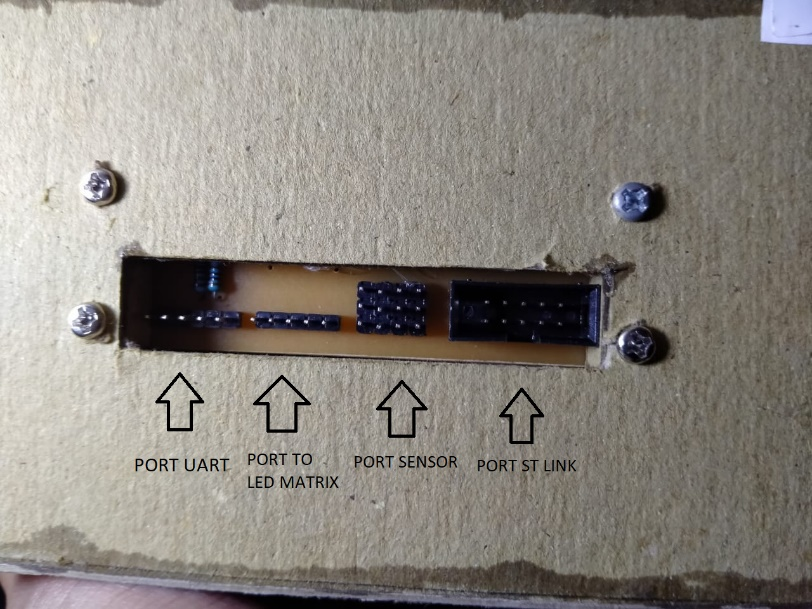 PORT UART
PORT TO
LED MATRIX
PORT SENSOR
PORT ST LINK